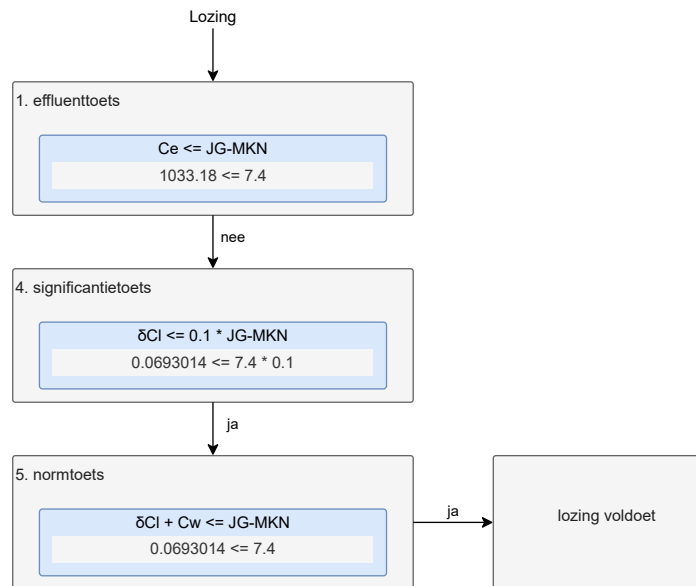 Lozing
1. effluenttoets
Ce <= JG-MKN
1033.18 <= 7.4
nee
4. significantietoets
δCl <= 0.1 * JG-MKN
0.0693014 <= 7.4 * 0.1
ja
5. normtoets
δCl + Cw <= JG-MKN
0.0693014 <= 7.4
ja
lozing voldoet